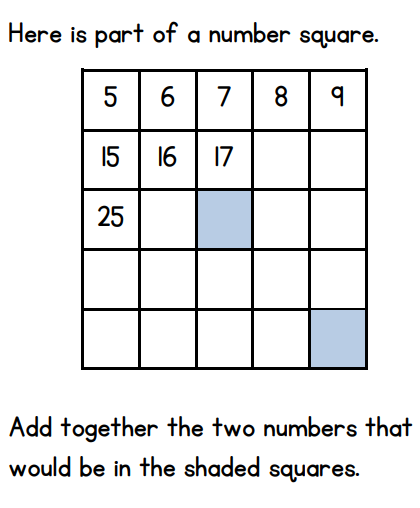 Here is part of a number square.
5 6 7 8 9
15 16 17
25
Add together the two numbers that
would be in the shaded squares.